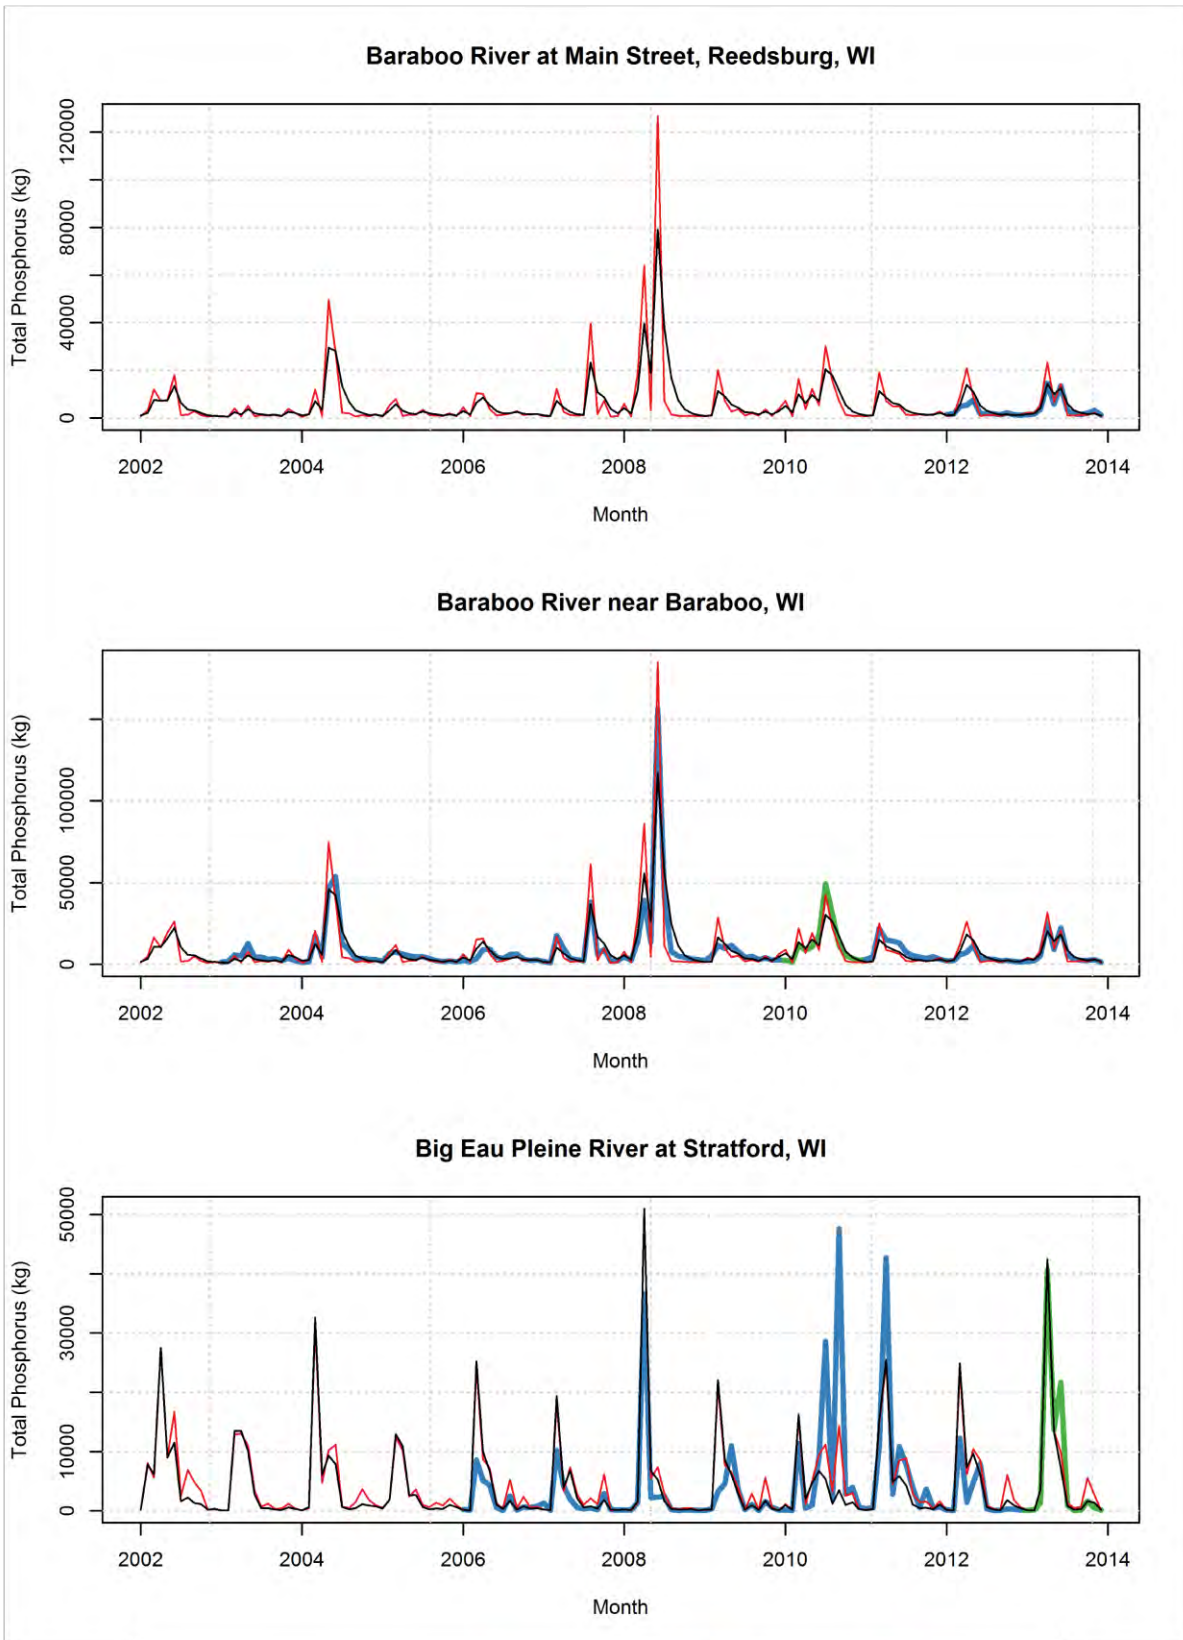 Baraboo River at Main Street, Reedsburg, WI
Total Phosphorus (kg)
120000
80000
40000
0
2002 2004 2006 2008 2010 2012 2014
Month
Baraboo River near Baraboo, WI
Total Phosphorus (kg)
100000
50000
0
2002 2004 2006 2008 2010 2012 2014
Month
Big Eau Pleine River at Stratford, WI
Total Phosphorus (kg)
50000
30000
10000
0
2002 2004 2006 2008 2010 2012 2014
Month